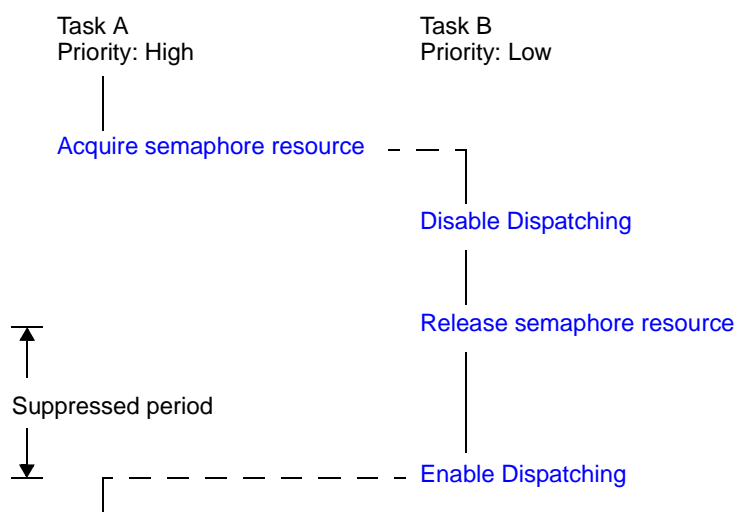 Task A
Priority: High
Task B
Priority: Low
Acquire semaphore resource
Disable Dispatching
Release semaphore resource
Suppressed period
Enable Dispatching